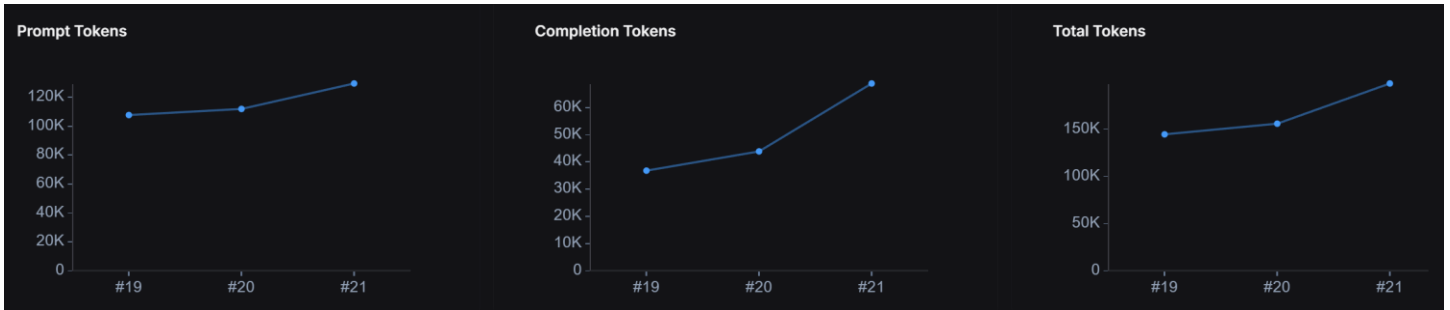 Prompt Tokens
120K
100K
80K
60K
40K
20K
0
#19 #20 #21
Completion Tokens
60K
50K
40K
30K
20K
10K
0
#19 #20 #21
Total Tokens
150K
100K
50K
0
#19 #20 #21